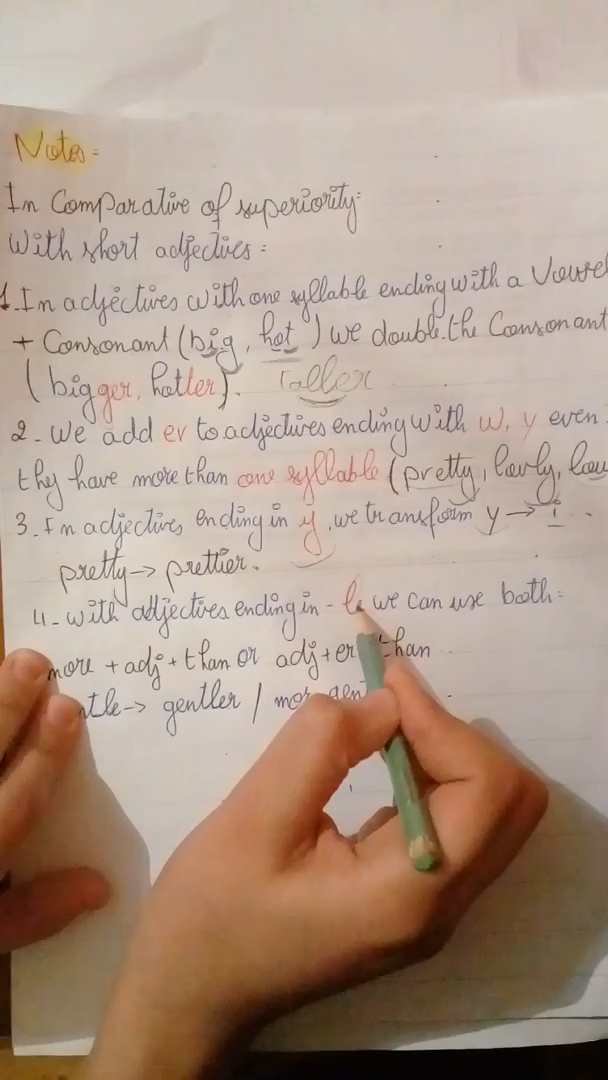 Notes:
In Comparative of superiority:
With short adjectives:
1. In adjectives with one syllable ending with a Vowel
+ Consonant (big, hot) we double the Consonant
(bigger, hotter). Taller
2 - We add er to adjectives ending with w, y even
they have more than one syllable (pretty, lovly,
3 - In adjectives ending in y, we transform y → i
pretty → prettier.
4 - With adjectives ending in - we can use both:
more + adj + than or adj + er than
ntle → gentler /